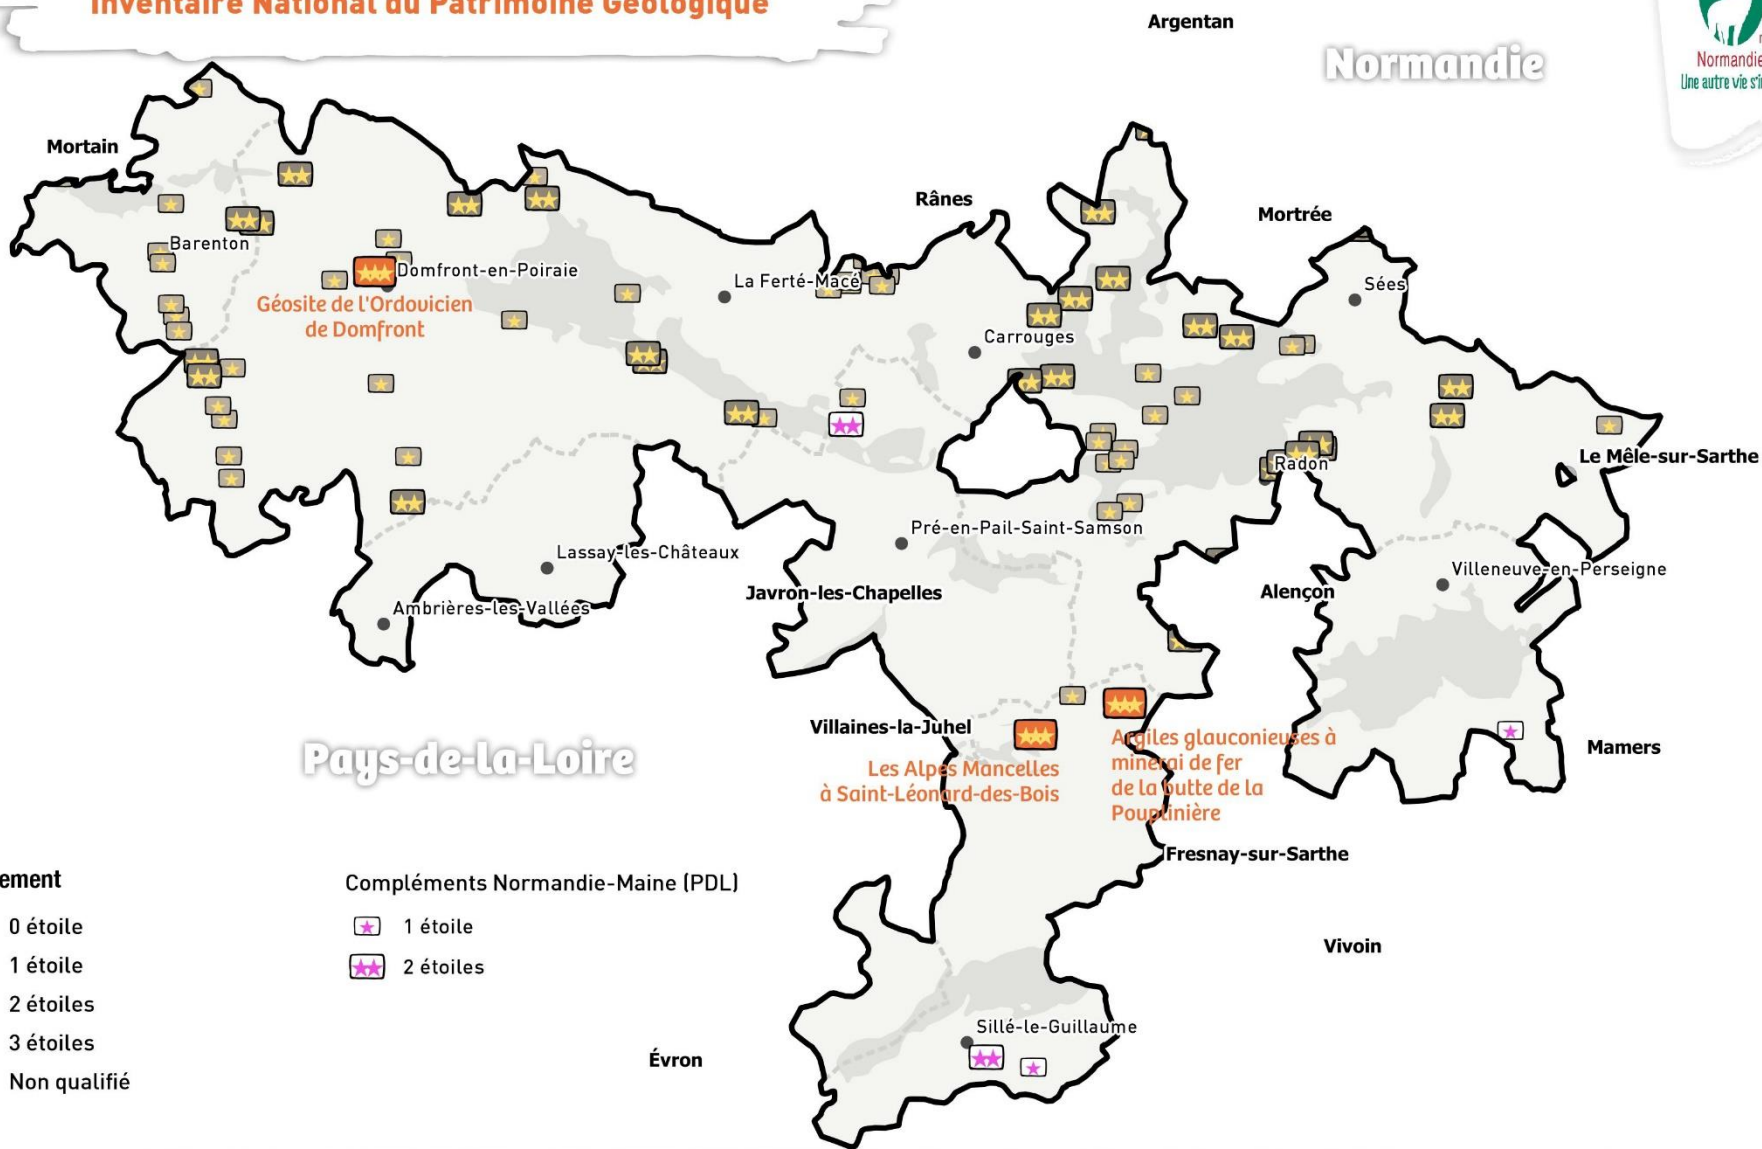 Inventaire National du Patrimoine Géologique
Argentan
Normandie
Normandie
Mortain
Rânes
Mortrée
Barenton
Domfront-en-Poiraie
La Ferté-Macé
Sées
Géosite de l'Ordovicien
de Domfront
Carrouges
Radon
Le Mêle-sur-Sarthe
Pré-en-Pail-Saint-Samson
Lassay-les-Châteaux
Villeneuve-en-Perseigne
Javron-les-Chapelles
Alençon
Ambrières-les-Vallées
Villaines-la-Juhel
Argiles glauconieuses à
minerai de fer
de la butte de la
Pouplinière
Mamers
Pays-de-la-Loire
Les Alpes Mancelles
à Saint-Léonard-des-Bois
Fresnay-sur-Sarthe
ement
0 étoile
1 étoile
2 étoiles
3 étoiles
Non qualifié
Compléments Normandie-Maine (PDL)
1 étoile
2 étoiles
Vivoin
Sillé-le-Guillaume
Évron
Une autre vie s'i